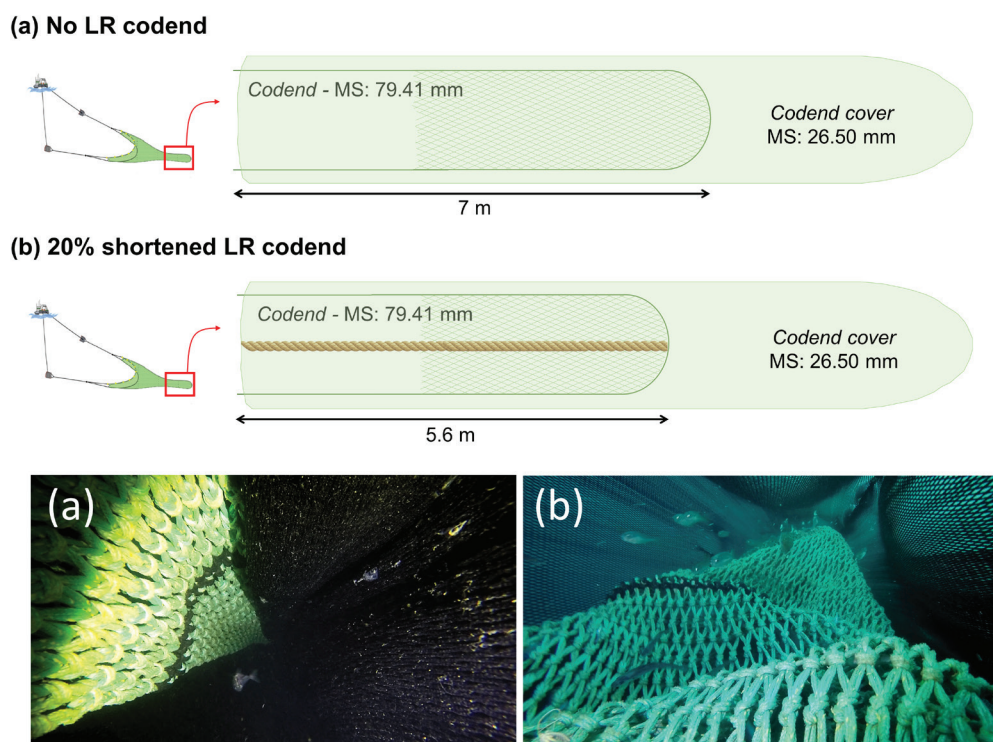 (a) No LR codend
Codend - MS: 79.41 mm
Codend cover
MS: 26.50 mm
7 m
(b) 20% shortened LR codend
Codend - MS: 79.41 mm
Codend cover
MS: 26.50 mm
5.6 m
(a)
(b)